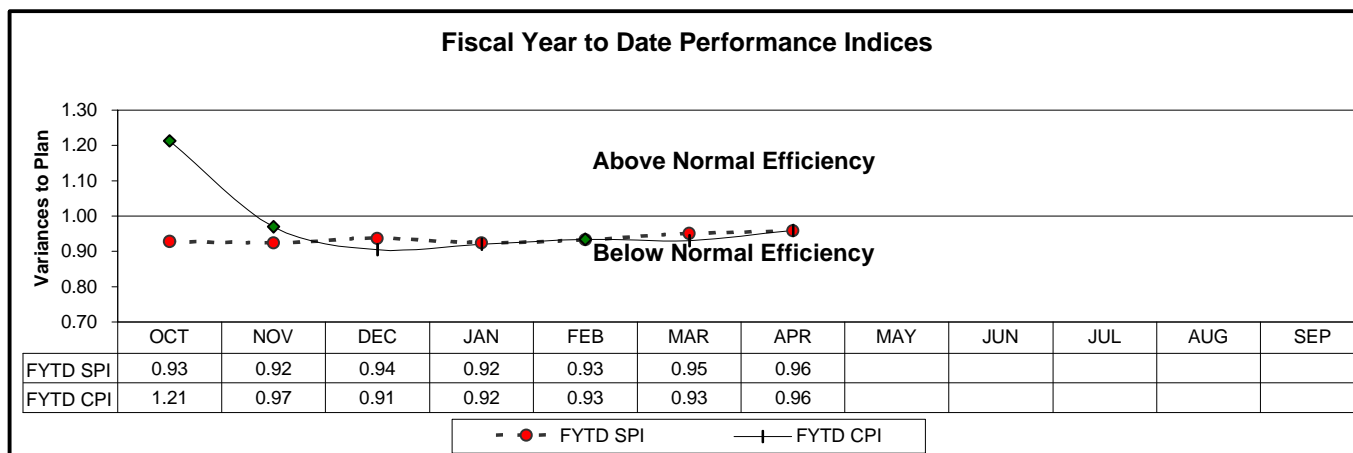 Fiscal Year to Date Performance Indices
Variances to Plan
1.30
1.20
1.10
1.00
0.90
0.80
0.70
Above Normal Efficiency
Below Normal Efficiency
OCT NOV DEC JAN FEB MAR APR MAY JUN JUL AUG SEP
FYTD SPI 0.93 0.92 0.94 0.92 0.93 0.95 0.96
FYTD CPI 1.21 0.97 0.91 0.92 0.93 0.93 0.96
FYTD SPI FYTD CPI